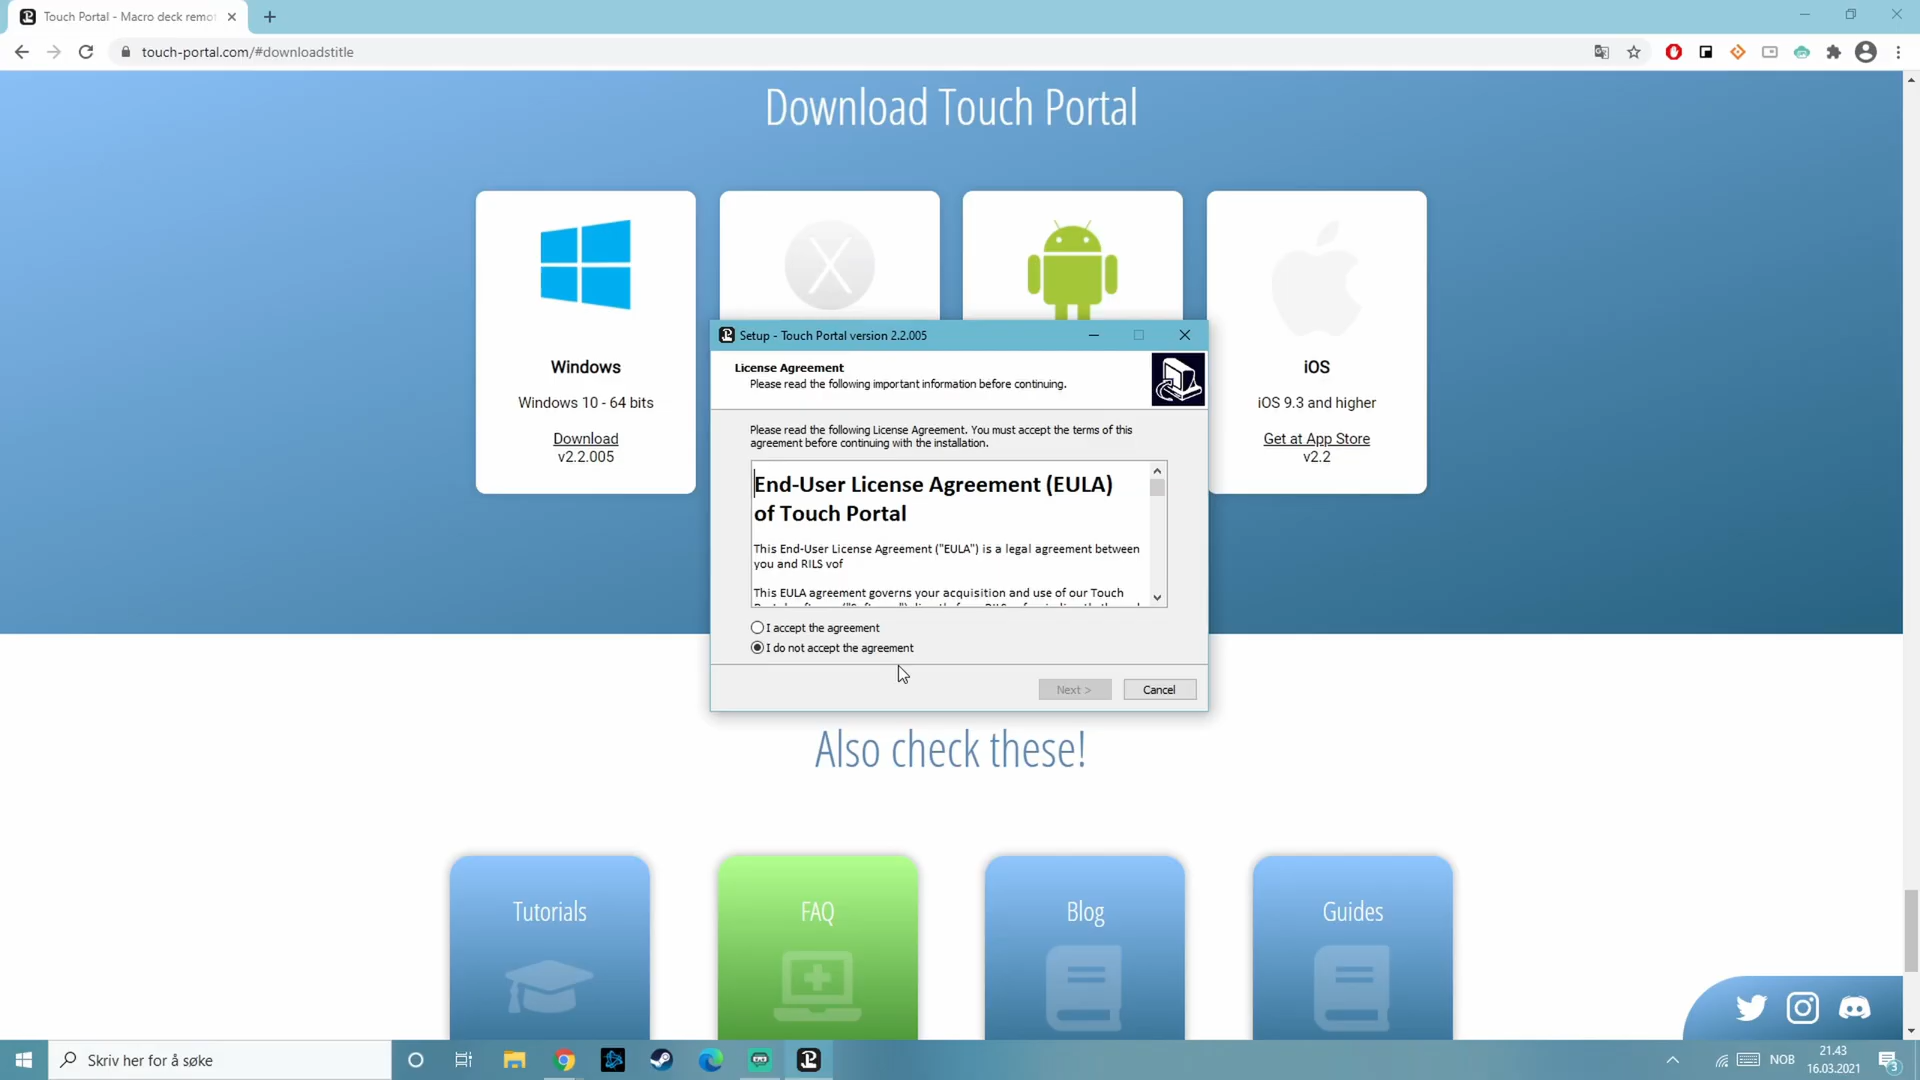 Touch Portal - Macro deck remot
touch-portal.com/#downloadstitle
Download Touch Portal
Windows
Windows 10 - 64 bits
Download
v2.2.005
iOS
iOS 9.3 and higher
Get at App Store
v2.2
Setup - Touch Portal version 2.2.005
License Agreement
Please read the following important information before continuing.
Please read the following License Agreement. You must accept the terms of this
agreement before continuing with the installation.
End-User License Agreement (EULA)
of Touch Portal
This End-User License Agreement ("EULA") is a legal agreement between
you and RILS vof
This EULA agreement governs your acquisition and use of our Touch
I accept the agreement
I do not accept the agreement
Next >
Cancel
Also check these!
Tutorials
FAQ
Blog
Guides
Skriv her for å søke
NOB
21.43
16.03.2021
3